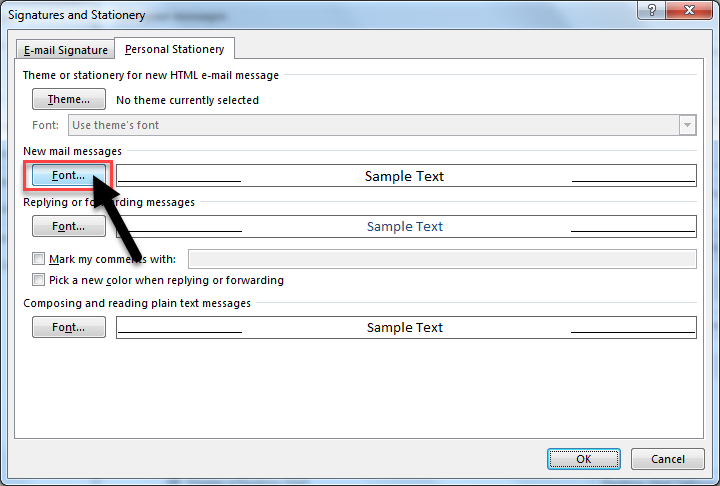 Signatures and Stationery
E-mail Signature Personal Stationery
Theme or stationery for new HTML e-mail message
Theme... No theme currently selected
Font: Use theme's font
New mail messages
Font... Sample Text
Replying or forwarding messages
Font... Sample Text
Mark my comments with:
Pick a new color when replying or forwarding
Composing and reading plain text messages
Font... Sample Text
OK Cancel